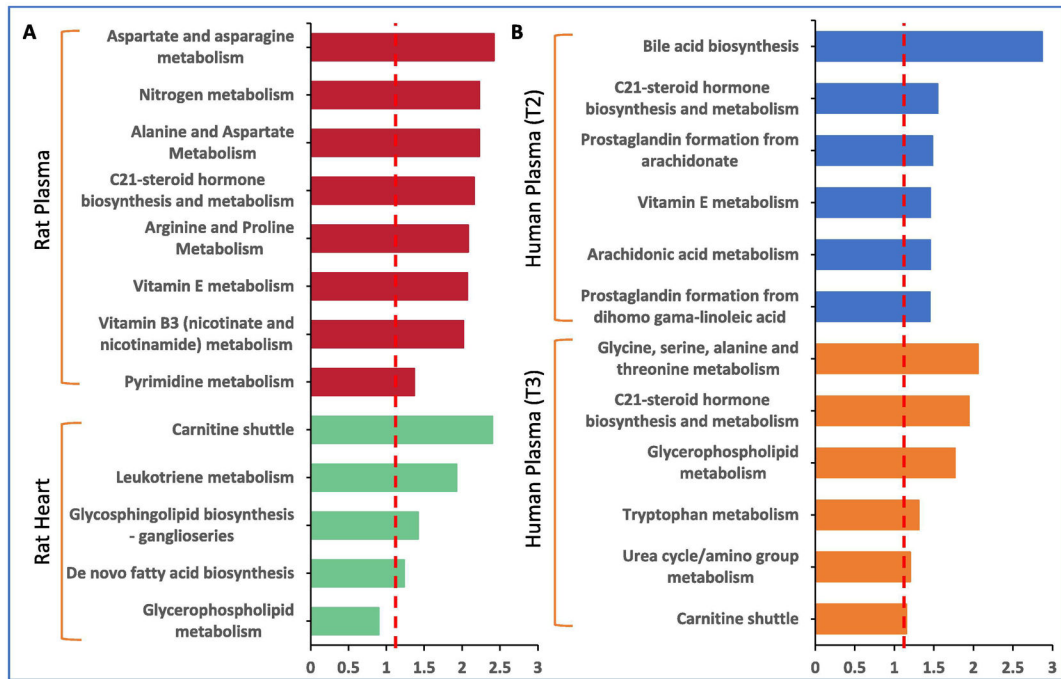 A
Rat Plasma
Aspartate and asparagine
metabolism
Nitrogen metabolism
Alanine and Aspartate
Metabolism
C21-steroid hormone
biosynthesis and metabolism
Arginine and Proline
Metabolism
Vitamin E metabolism
Vitamin B3 (nicotinate and
nicotinamide) metabolism
Pyrimidine metabolism
Rat Heart
Carnitine shuttle
Leukotriene metabolism
Glycosphingolipid biosynthesis
- ganglioseries
De novo fatty acid biosynthesis
Glycerophospholipid
metabolism
0 0.5 1 1.5 2 2.5 3
B
Human Plasma (T2)
Bile acid biosynthesis
C21-steroid hormone
biosynthesis and metabolism
Prostaglandin formation from
arachidonate
Vitamin E metabolism
Arachidonic acid metabolism
Prostaglandin formation from
dihomo gama-linoleic acid
Human Plasma (T3)
Glycine, serine, alanine and
threonine metabolism
C21-steroid hormone
biosynthesis and metabolism
Glycerophospholipid
metabolism
Tryptophan metabolism
Urea cycle/amino group
metabolism
Carnitine shuttle
0 0.5 1 1.5 2 2.5 3